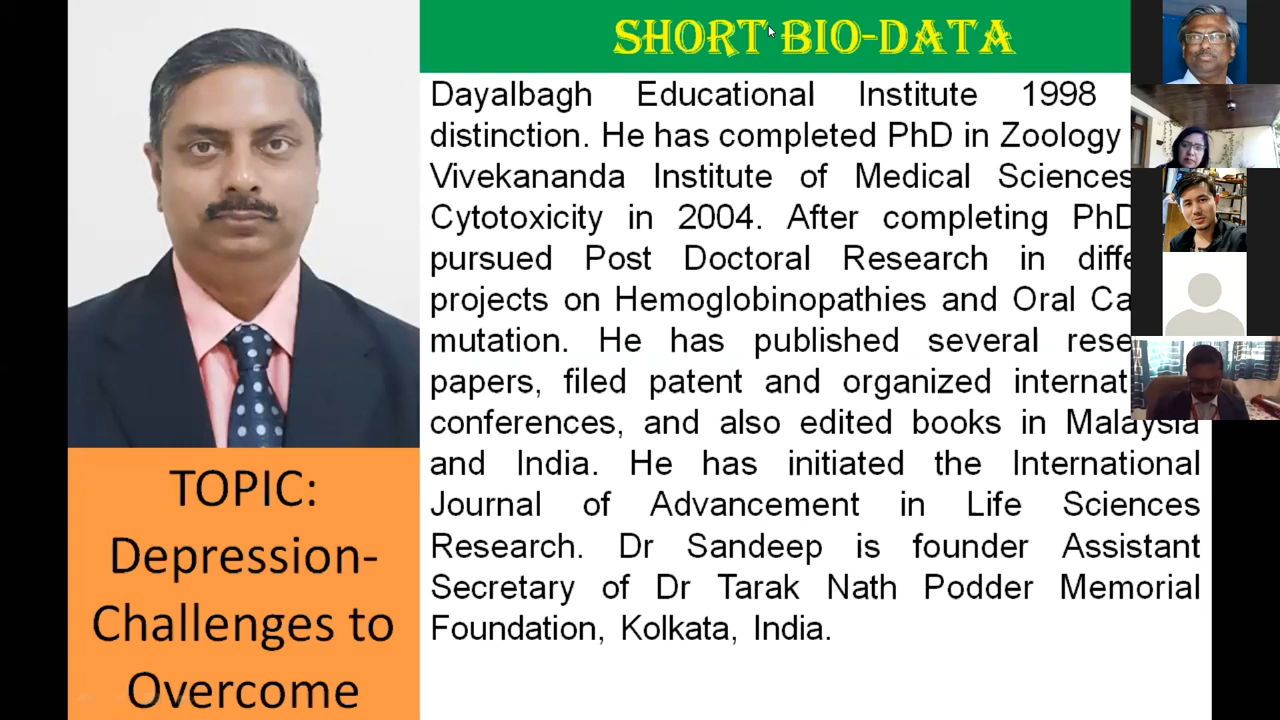 SHORT BIO-DATA
Dayalbagh Educational Institute 1998
distinction. He has completed PhD in Zoology
Vivekananda Institute of Medical Sciences
Cytotoxicity in 2004. After completing PhD
pursued Post Doctoral Research in
projects on Hemoglobinopathies and Oral
mutation. He has published several
papers, filed patent and organized
conferences, and also edited books in Malaysia
and India. He has initiated the International
Journal of Advancement in Life Sciences
Research. Dr Sandeep is founder Assistant
Secretary of Dr Tarak Nath Podder Memorial
Foundation, Kolkata, India.
TOPIC:
Depression-
Challenges to
Overcome